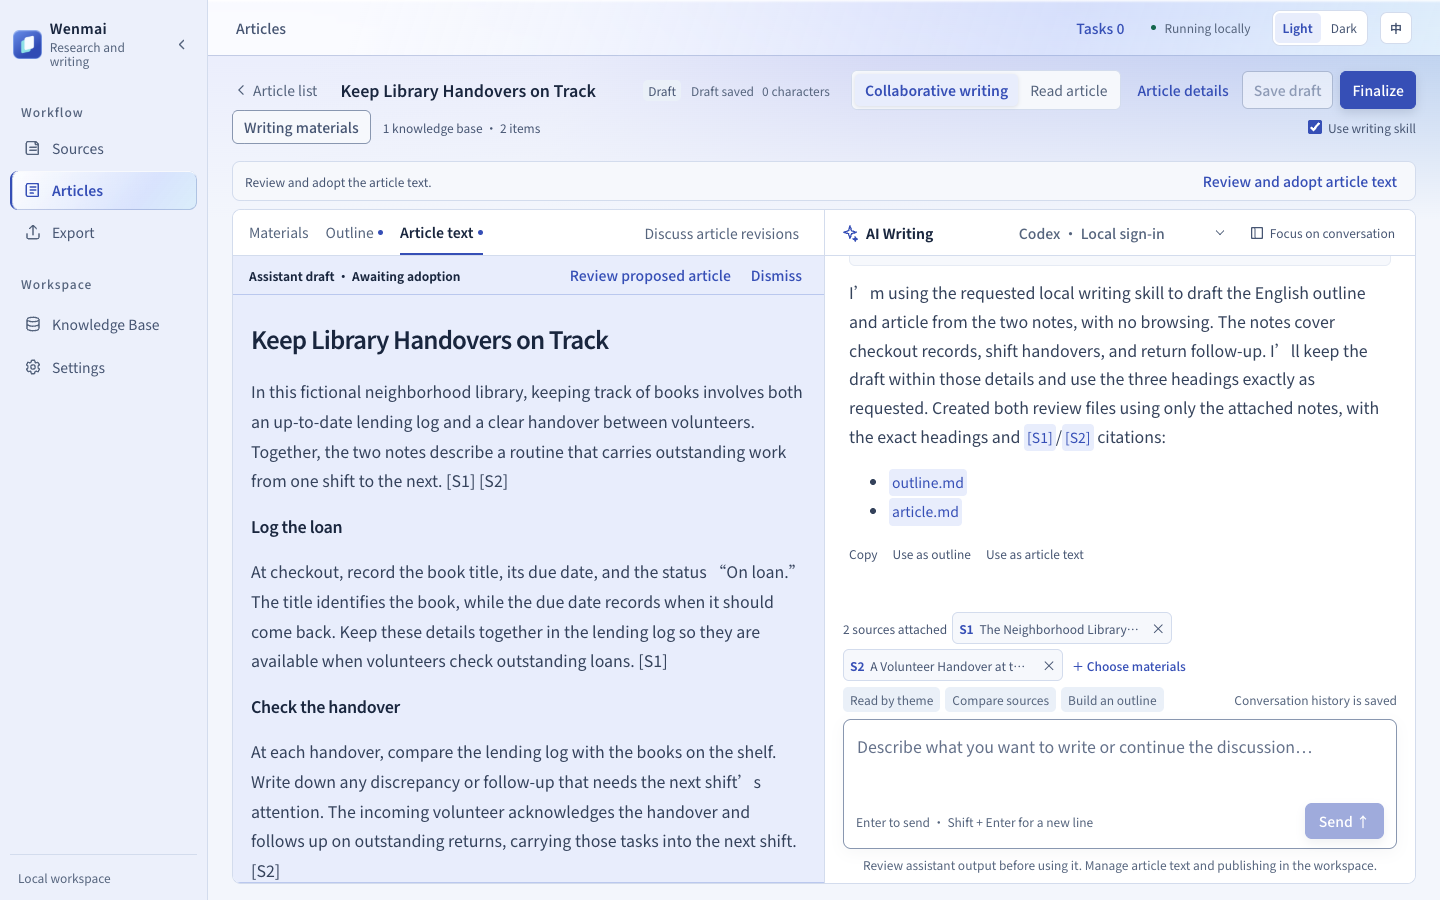 Wenmai
Research and
writing
Workflow
Sources
Articles
Export
Workspace
Knowledge Base
Settings
Local workspace
Articles
Tasks 0
Running locally
Light
Dark
中
Article list
Keep Library Handovers on Track
Draft
Draft saved
0 characters
Collaborative writing
Read article
Article details
Save draft
Finalize
Writing materials
1 knowledge base • 2 items
Use writing skill
Review and adopt the article text.
Review and adopt article text
Materials
Outline
Article text
Discuss article revisions
Assistant draft • Awaiting adoption
Review proposed article
Dismiss
Keep Library Handovers on Track
In this fictional neighborhood library, keeping track of books involves both
an up-to-date lending log and a clear handover between volunteers.
Together, the two notes describe a routine that carries outstanding work
from one shift to the next. [S1] [S2]
Log the loan
At checkout, record the book title, its due date, and the status “On loan.”
The title identifies the book, while the due date records when it should
come back. Keep these details together in the lending log so they are
available when volunteers check outstanding loans. [S1]
Check the handover
At each handover, compare the lending log with the books on the shelf.
Write down any discrepancy or follow-up that needs the next shift’s
attention. The incoming volunteer acknowledges the handover and
follows up on outstanding returns, carrying those tasks into the next shift.
[S2]
AI Writing
Codex • Local sign-in
Focus on conversation
I’m using the requested local writing skill to draft the English outline
and article from the two notes, with no browsing. The notes cover
checkout records, shift handovers, and return follow-up. I’ll keep the
draft within those details and use the three headings exactly as
requested. Created both review files using only the attached notes, with
the exact headings and [S1]/[S2] citations:
• outline.md
• article.md
Copy
Use as outline
Use as article text
2 sources attached
S1 The Neighborhood Library…
S2 A Volunteer Handover at t…
+ Choose materials
Read by theme
Compare sources
Build an outline
Conversation history is saved
Describe what you want to write or continue the discussion…
Enter to send • Shift + Enter for a new line
Send ↑
Review assistant output before using it. Manage article text and publishing in the workspace.